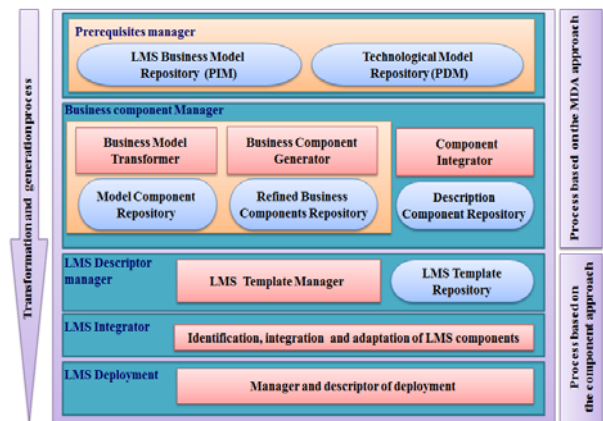 Prerequisites manager
LMS Business Model
Repository (PIM)
Technological Model
Repository (PDM)
Business component Manager
Business Model
Transformer
Business Component
Generator
Component
Integrator
Model Component
Repository
Refined Business
Components Repository
Description
Component Repository
LMS Descriptor
manager
LMS Template Manager
LMS Template
Repository
LMS Integrator
Identification, integration and adaptation of LMS components
LMS Deployment
Manager and descriptor of deployment
Transformation and generation process
Process based on the MDA approach
Process based on
the component approach